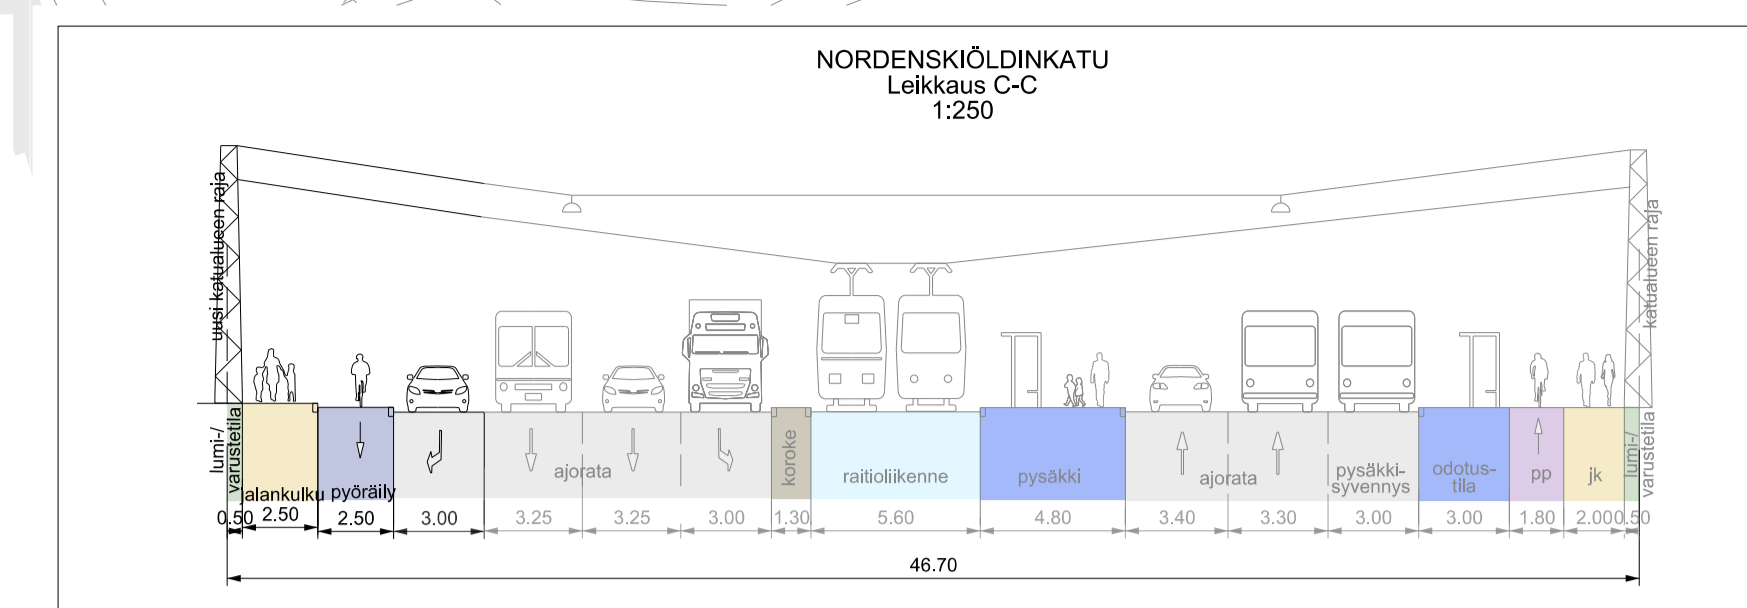 NORDENSKIÖLDINKATU
Leikkaus C-C
1:250
uusi katualueen raja
katualueen raja
lumi-/
varustetila
jalankulku
pyöräily
ajorata
koroke
raitioliikenne
pysäkki
ajorata
pysäkki-
syvennys
odotus-
tila
pp
jk
lumi-/
varustetila
0.50 2.50 2.50 3.00 3.25 3.25 3.00 1.30 5.60 4.80 3.40 3.30 3.00 3.00 1.80 2.000.50
46.70